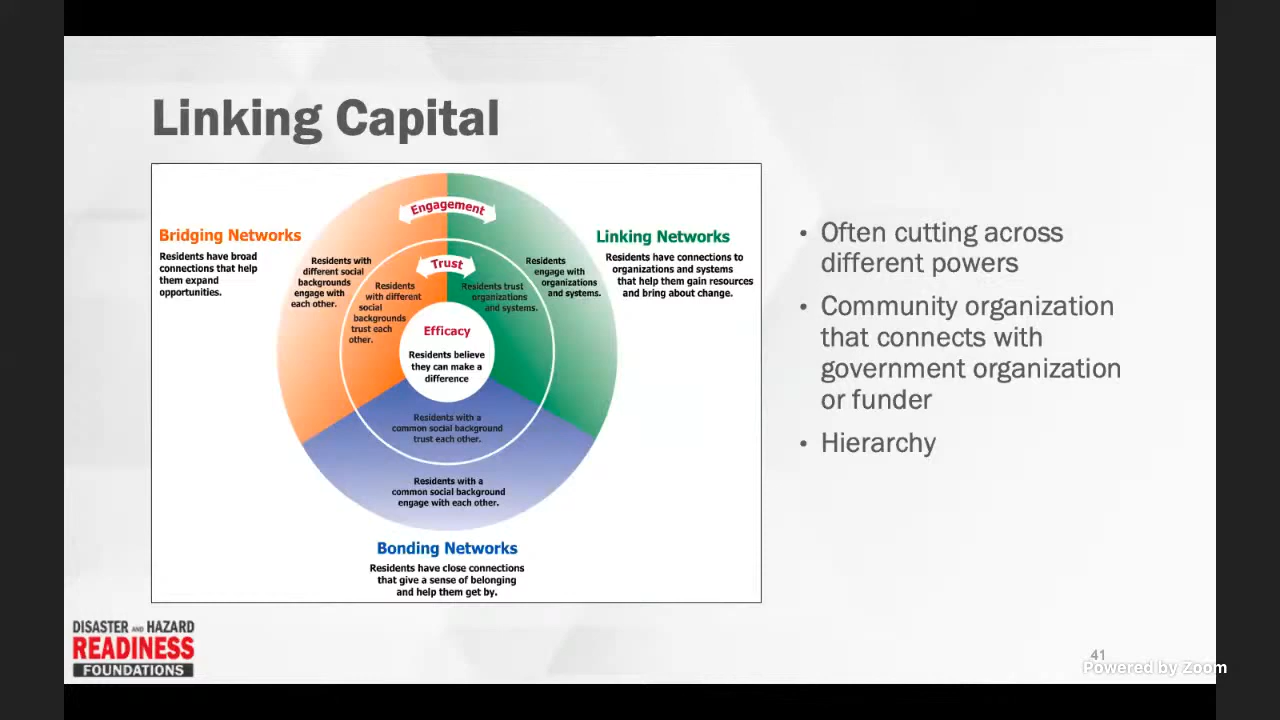 Linking Capital
Engagement
Bridging Networks
Residents have broad
connections that help
them expand
opportunities.
Residents with
different social
backgrounds
engage with
each other.
Trust
Residents
with different
social
backgrounds
trust each
other.
Residents trust
organizations
and systems.
Residents
engage with
organizations
and systems.
Linking Networks
Residents have connections to
organizations and systems
that help them gain resources
and bring about change.
Efficacy
Residents believe
they can make a
difference
Residents with a
common social background
trust each other.
Residents with a
common social background
engage with each other.
Bonding Networks
Residents have close connections
that give a sense of belonging
and help them get by.
• Often cutting across
different powers
• Community organization
that connects with
government organization
or funder
• Hierarchy
DISASTER AND HAZARD
READINESS
FOUNDATIONS
41
Powered by Zoom